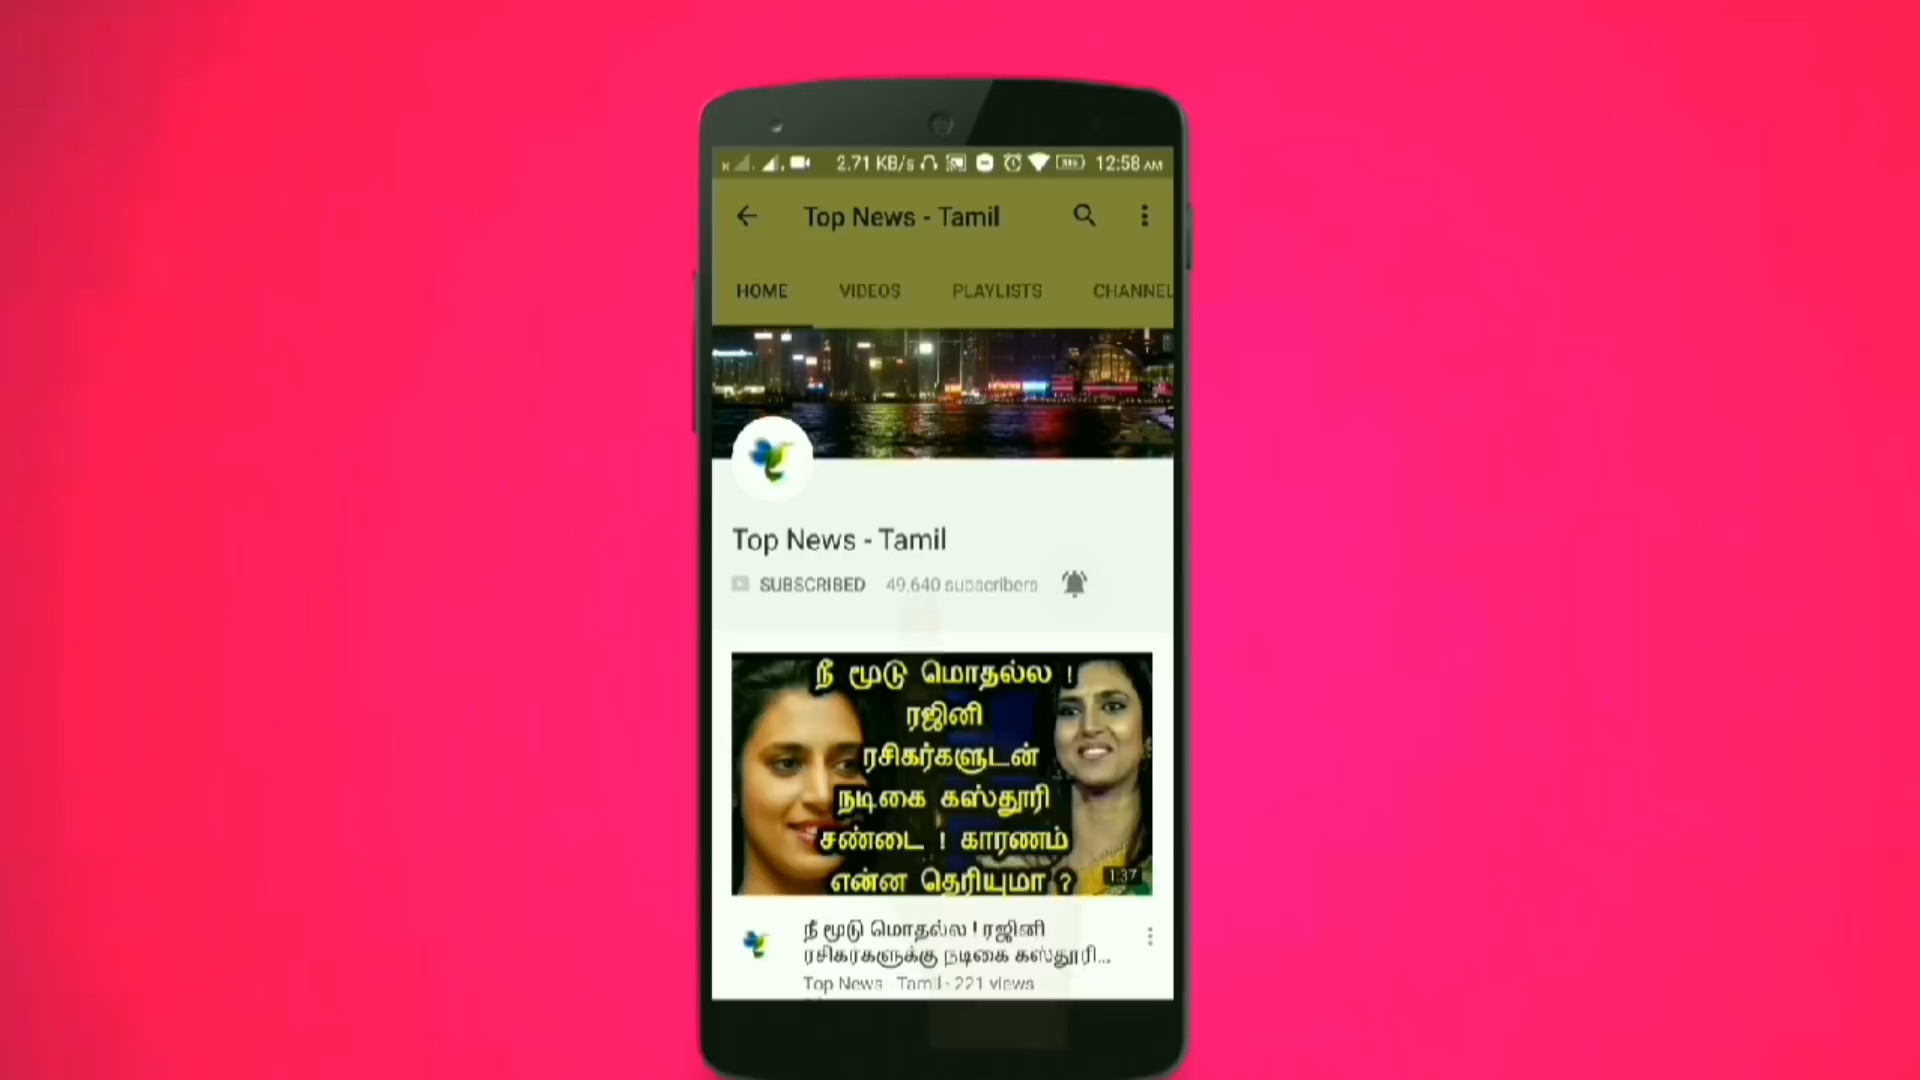 2.71 KB/s 12:58 AM
Top News - Tamil
HOME VIDEOS PLAYLISTS CHANNEL
Top News - Tamil
SUBSCRIBED 49,640 subscribers
நீ மூடு மொதல்ல !
ரஜினி
ரசிகர்களுடன்
நடிகை கஸ்தூரி
சண்டை ! காரணம்
என்ன தெரியுமா ?
1:37
நீ மூடு மொதல்ல ! ரஜினி
ரசிகர்களுக்கு நடிகை கஸ்தூரி...
Top News - Tamil · 221 views